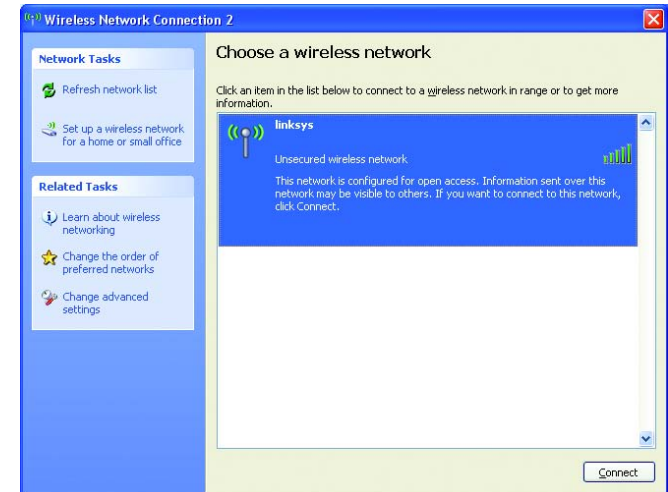 Wireless Network Connection 2
Network Tasks
Refresh network list
Set up a wireless network
for a home or small office
Related Tasks
Learn about wireless
networking
Change the order of
preferred networks
Change advanced
settings
Choose a wireless network
Click an item in the list below to connect to a wireless network in range or to get more
information.
linksys
Unsecured wireless network
This network is configured for open access. Information sent over this
network may be visible to others. If you want to connect to this network,
click Connect.
Connect